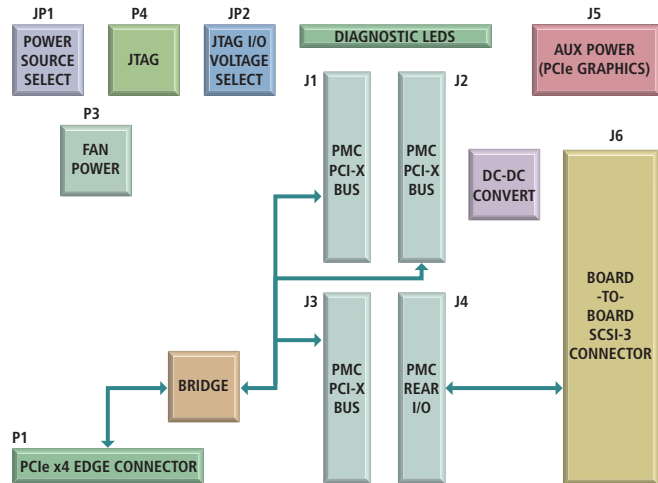 JP1
P4
JP2
J5
POWER
SOURCE
SELECT
JTAG
JTAG I/O
VOLTAGE
SELECT
DIAGNOSTIC LEDS
AUX POWER
(PCIe GRAPHICS)
J1
J2
P3
J6
FAN
POWER
PMC
PCI-X
BUS
PMC
PCI-X
BUS
DC-DC
CONVERT
BOARD
-TO-
BOARD
SCSI-3
CONNECTOR
J3
J4
BRIDGE
PMC
PCI-X
BUS
PMC
REAR
I/O
P1
PCIe x4 EDGE CONNECTOR